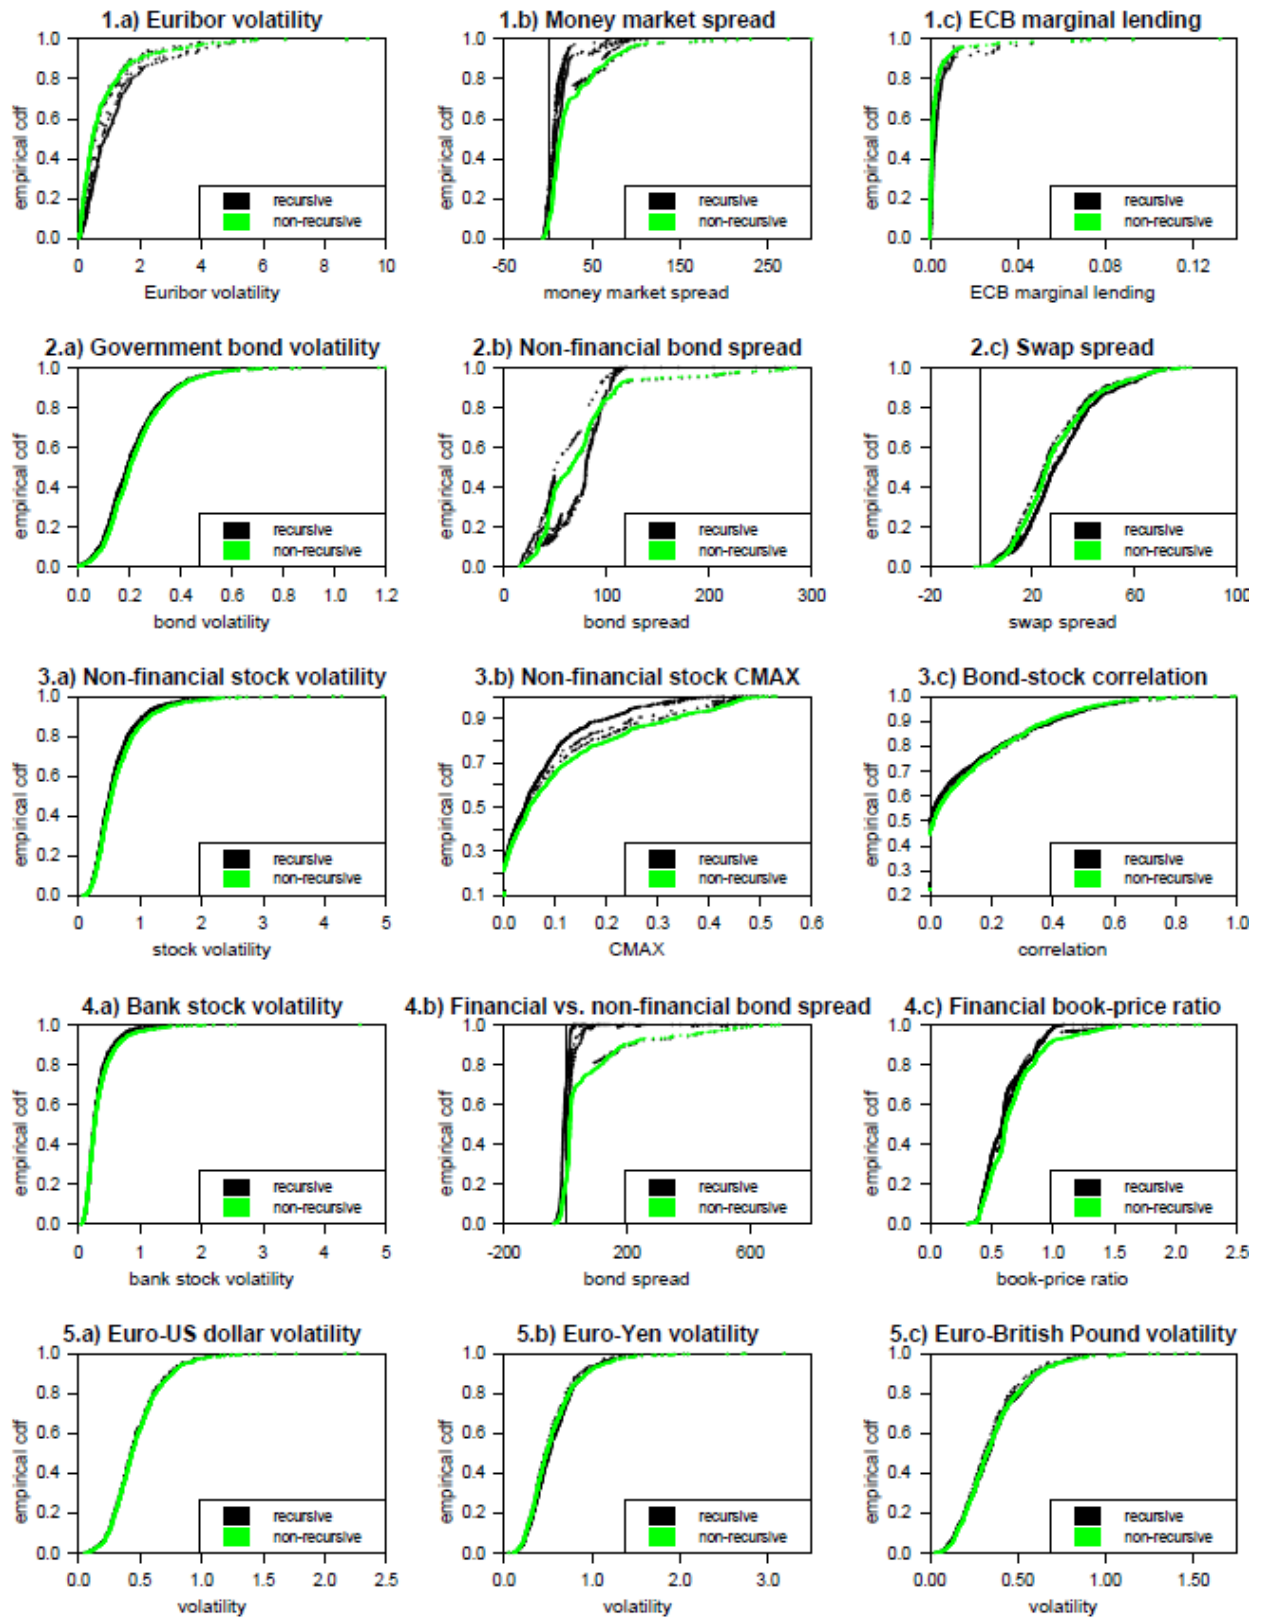 1.a) Euribor volatility
1.0
0.8
0.6
0.4
0.2
0.0
empirical cdf
recursive
non-recursive
0 2 4 6 8 10
Euribor volatility
1.b) Money market spread
1.0
0.8
0.6
0.4
0.2
0.0
empirical cdf
recursive
non-recursive
-50 50 150 250
money market spread
1.c) ECB marginal lending
1.0
0.8
0.6
0.4
0.2
0.0
empirical cdf
recursive
non-recursive
0.00 0.04 0.08 0.12
ECB marginal lending
2.a) Government bond volatility
1.0
0.8
0.6
0.4
0.2
0.0
empirical cdf
recursive
non-recursive
0.0 0.2 0.4 0.6 0.8 1.0 1.2
bond volatility
2.b) Non-financial bond spread
1.0
0.8
0.6
0.4
0.2
0.0
empirical cdf
recursive
non-recursive
0 100 200 300
bond spread
2.c) Swap spread
1.0
0.8
0.6
0.4
0.2
0.0
empirical cdf
recursive
non-recursive
-20 20 60 100
swap spread
3.a) Non-financial stock volatility
1.0
0.8
0.6
0.4
0.2
0.0
empirical cdf
recursive
non-recursive
0 1 2 3 4 5
stock volatility
3.b) Non-financial stock CMAX
0.9
0.7
0.5
0.3
0.1
empirical cdf
recursive
non-recursive
0.0 0.1 0.2 0.3 0.4 0.5 0.6
CMAX
3.c) Bond-stock correlation
1.0
0.9
0.8
0.7
0.6
0.5
0.4
0.3
0.2
empirical cdf
recursive
non-recursive
0.0 0.2 0.4 0.6 0.8 1.0
correlation
4.a) Bank stock volatility
1.0
0.8
0.6
0.4
0.2
0.0
empirical cdf
recursive
non-recursive
0 1 2 3 4 5
bank stock volatility
4.b) Financial vs. non-financial bond spread
1.0
0.8
0.6
0.4
0.2
0.0
empirical cdf
recursive
non-recursive
-200 200 600
bond spread
4.c) Financial book-price ratio
1.0
0.8
0.6
0.4
0.2
0.0
empirical cdf
recursive
non-recursive
0.0 0.5 1.0 1.5 2.0 2.5
book-price ratio
5.a) Euro-US dollar volatility
1.0
0.8
0.6
0.4
0.2
0.0
empirical cdf
recursive
non-recursive
0.0 0.5 1.0 1.5 2.0 2.5
volatility
5.b) Euro-Yen volatility
1.0
0.8
0.6
0.4
0.2
0.0
empirical cdf
recursive
non-recursive
0.0 1.0 2.0 3.0
volatility
5.c) Euro-British Pound volatility
1.0
0.8
0.6
0.4
0.2
0.0
empirical cdf
recursive
non-recursive
0.00 0.50 1.00 1.50
volatility